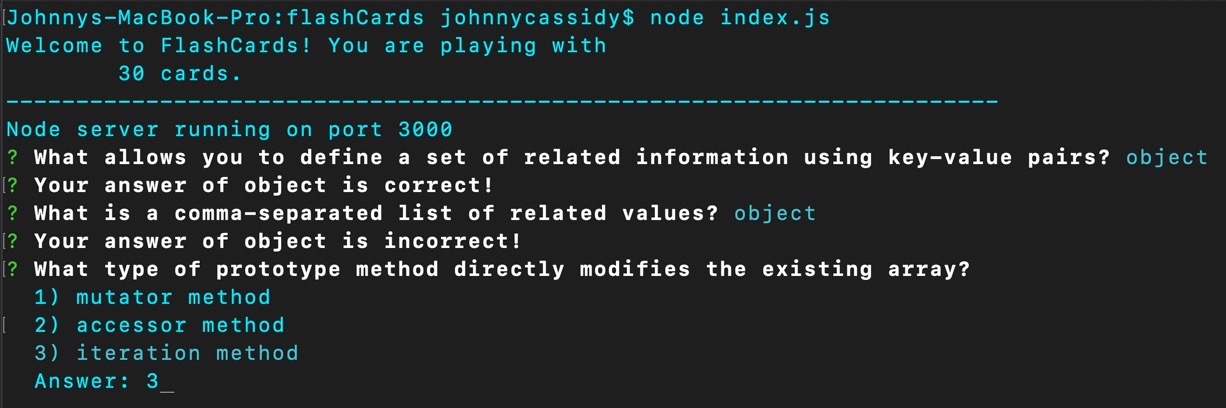 Johnnys-MacBook-Pro:flashCards johnnycassidy$ node index.js
Welcome to FlashCards! You are playing with
30 cards.
-----------------------------------------------------------------------
Node server running on port 3000
? What allows you to define a set of related information using key-value pairs? object
? Your answer of object is correct!
? What is a comma-separated list of related values? object
? Your answer of object is incorrect!
? What type of prototype method directly modifies the existing array?
1) mutator method
2) accessor method
3) iteration method
Answer: 3_